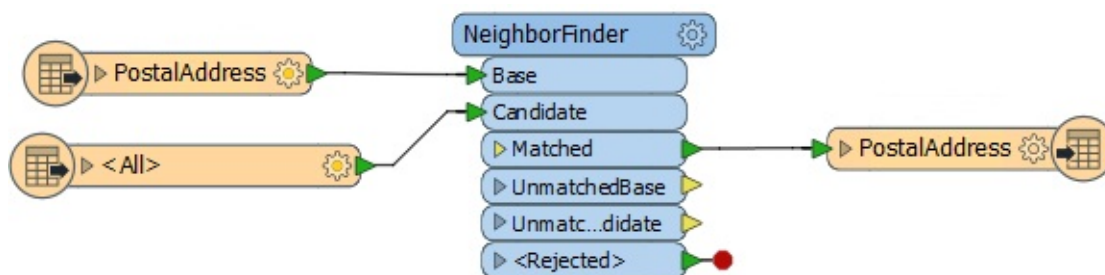 NeighborFinder
PostalAddress
Base
Candidate
<All>
Matched
PostalAddress
UnmatchedBase
Unmatc...didate
<Rejected>